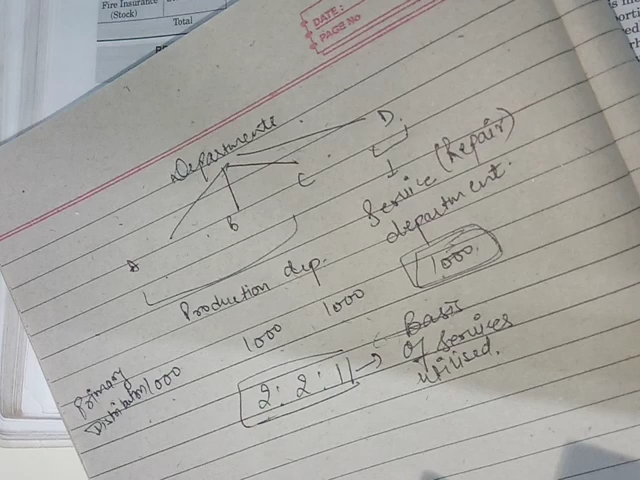 Fire Insurance
(Stock)
Total
DATE:
PAGE No
Departments
A
B
C
D
1
Production dep.
Service (Repair)
department.
Primary
Distribution 1000
1000
1000
1000
2:2:1
→ Basis
of services
utilised.